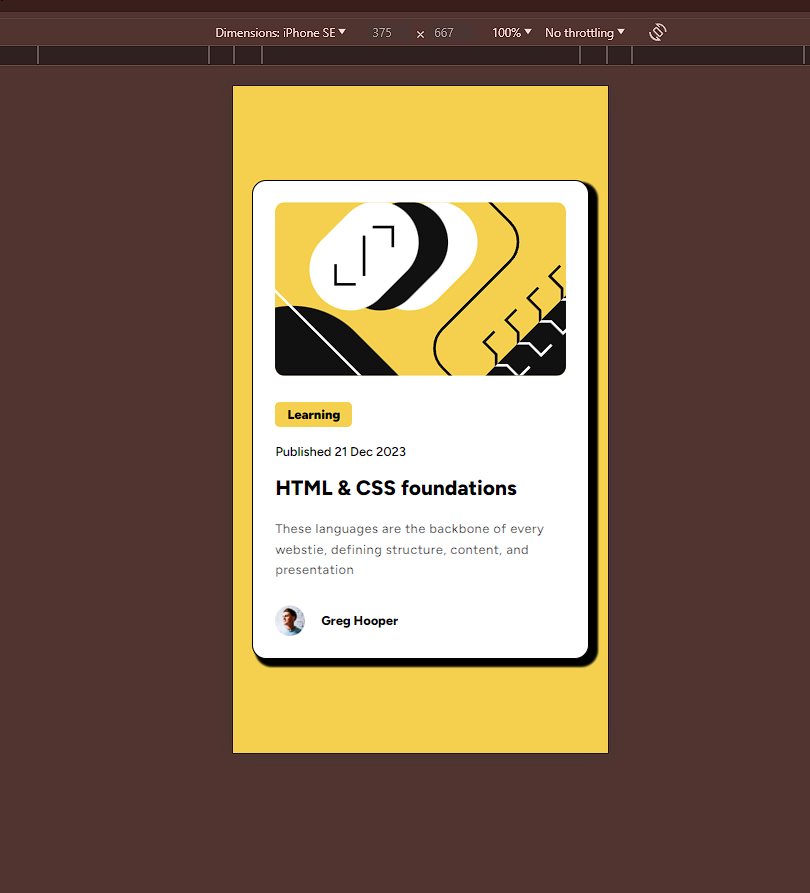 Dimensions: iPhone SE 375 × 667 100% No throttling
Learning
Published 21 Dec 2023
HTML & CSS foundations
These languages are the backbone of every
webstie, defining structure, content, and
presentation
Greg Hooper